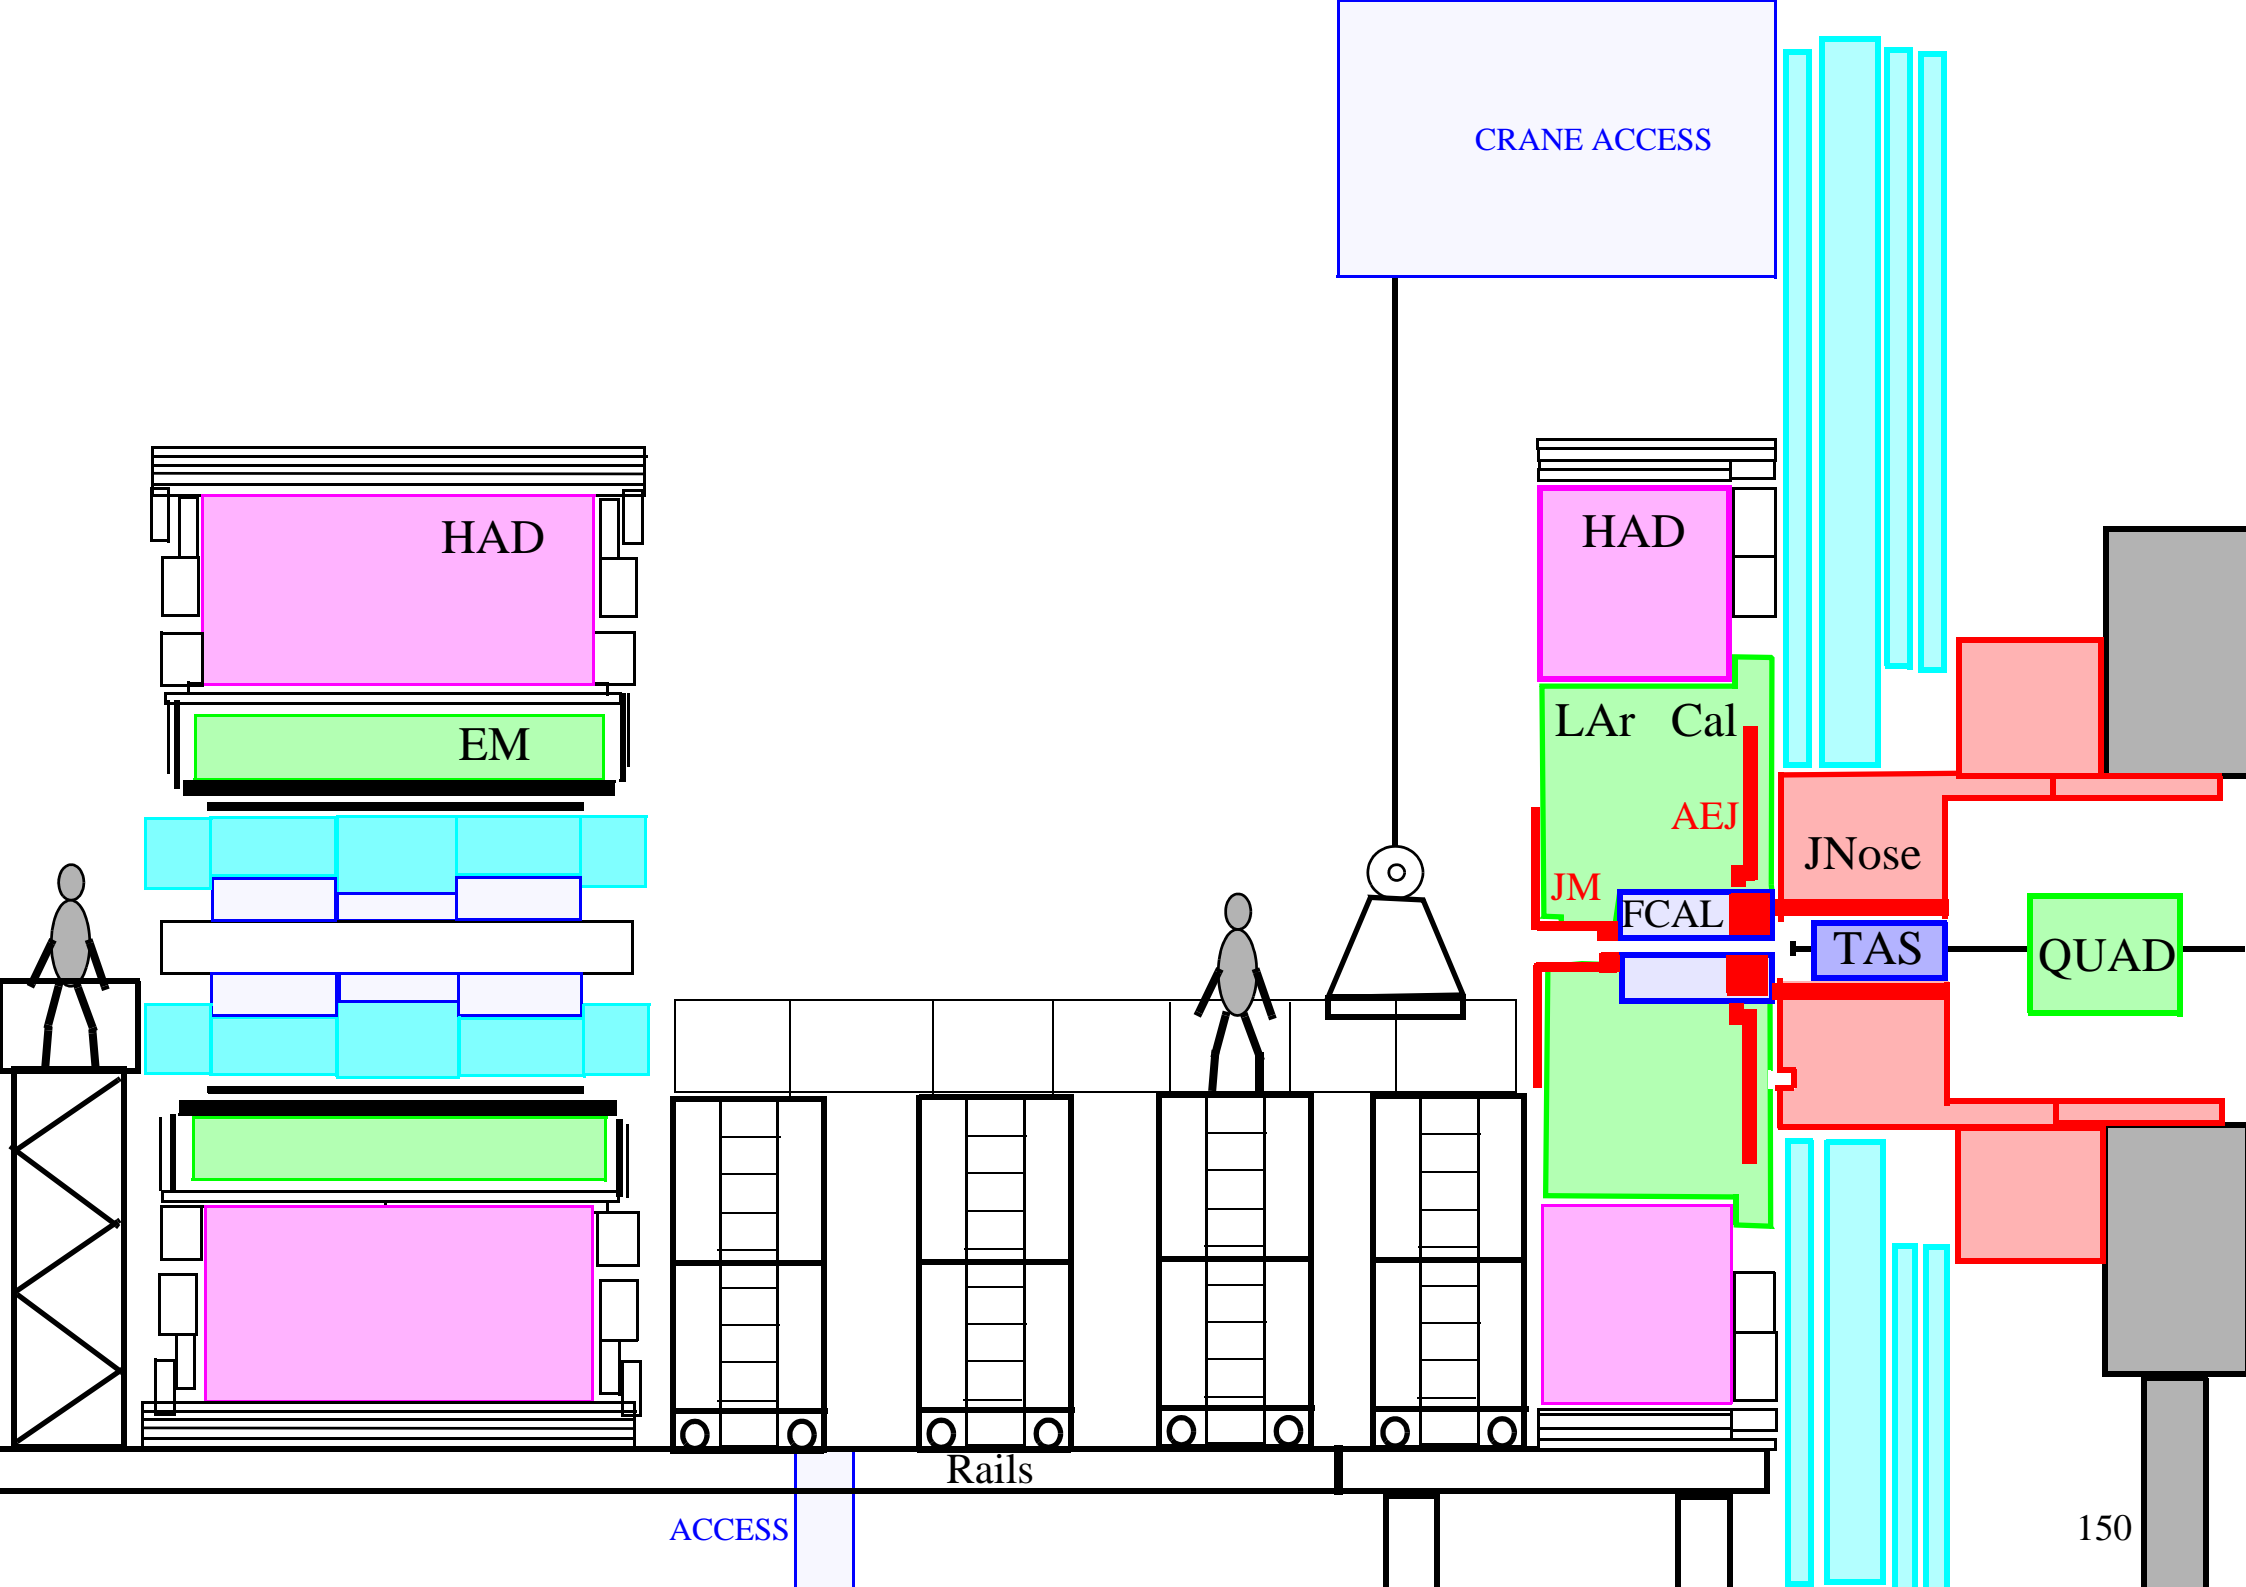 CRANE ACCESS
HAD
HAD
EM
LAr Cal
AEJ
JNose
JM
FCAL
TAS
QUAD
Rails
ACCESS
150